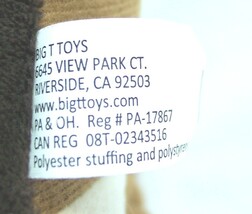 BIG T TOYS
6645 VIEW PARK CT.
RIVERSIDE, CA 92503
www.bigttoys.com
PA & OH. Reg # PA-17867
CAN REG 08T-02343516
Polyester stuffing and polystyren